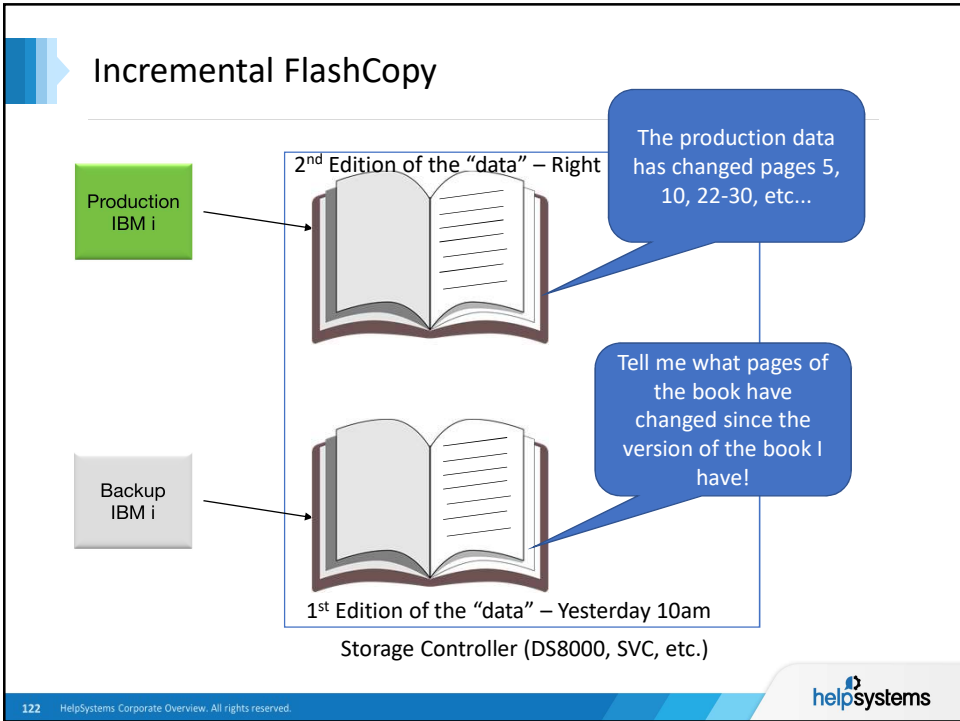 Incremental FlashCopy
The production data
has changed pages 5,
10, 22-30, etc...
2nd Edition of the “data” – Right
Production
IBM i
Tell me what pages of
the book have
changed since the
version of the book I
have!
Backup
IBM i
1st Edition of the “data” – Yesterday 10am
Storage Controller (DS8000, SVC, etc.)
122 HelpSystems Corporate Overview. All rights reserved.
helpsystems